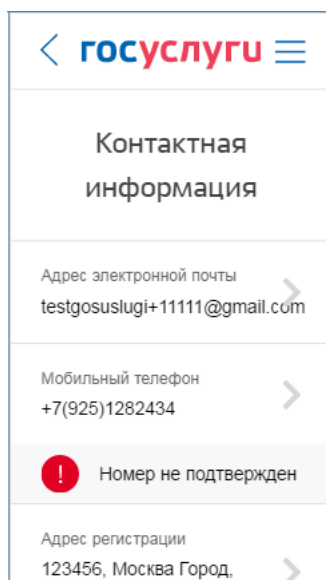 госуслуги
Контактная
информация
Адрес электронной почты
testgosuslugi+11111@gmail.com
Мобильный телефон
+7(925)1282434
! Номер не подтвержден
Адрес регистрации
123456, Москва Город,